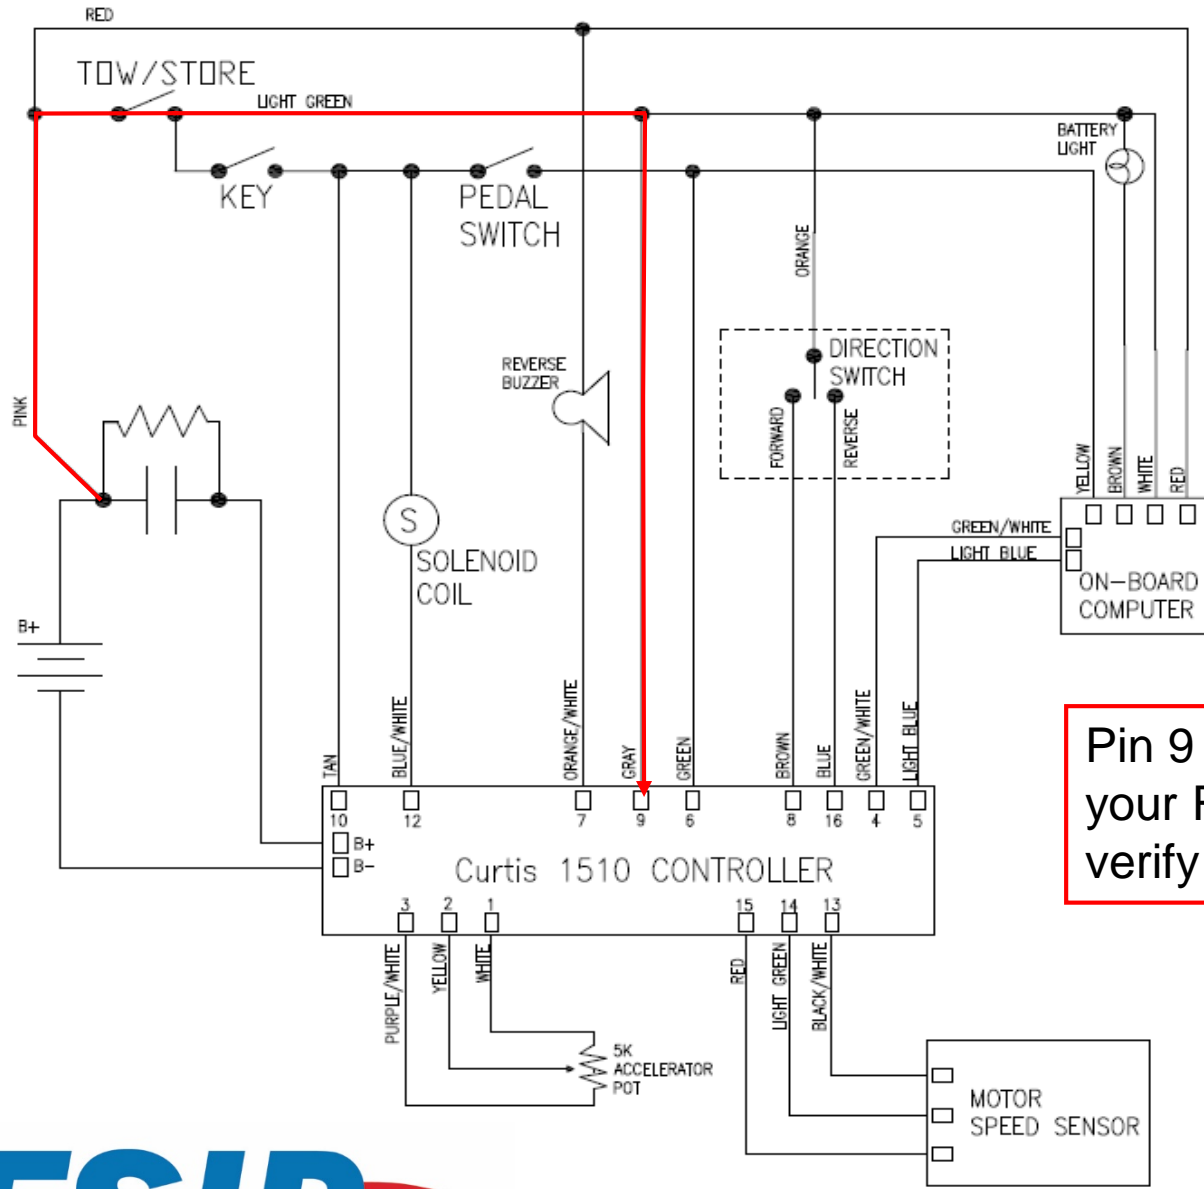 RED
TOW/STORE
LIGHT GREEN
BATTERY
LIGHT
KEY
PEDAL
SWITCH
ORANGE
DIRECTION
SWITCH
REVERSE
BUZZER
PINK
FORWARD
REVERSE
YELLOW
BROWN
WHITE
RED
S
SOLENOID
COIL
GREEN/WHITE
LIGHT BLUE
ON-BOARD
COMPUTER
B+
TAN
BLUE/WHITE
ORANGE/WHITE
GRAY
GREEN
BROWN
BLUE
GREEN/WHITE
LIGHT BLUE
Pin 9
your
verify
10 12 7 9 6 8 16 4 5
B+
B-
Curtis 1510 CONTROLLER
3 2 1 15 14 13
PURPLE/WHITE
YELLOW
WHITE
RED
LIGHT GREEN
BLACK/WHITE
5K
ACCELERATOR
POT
MOTOR
SPEED SENSOR